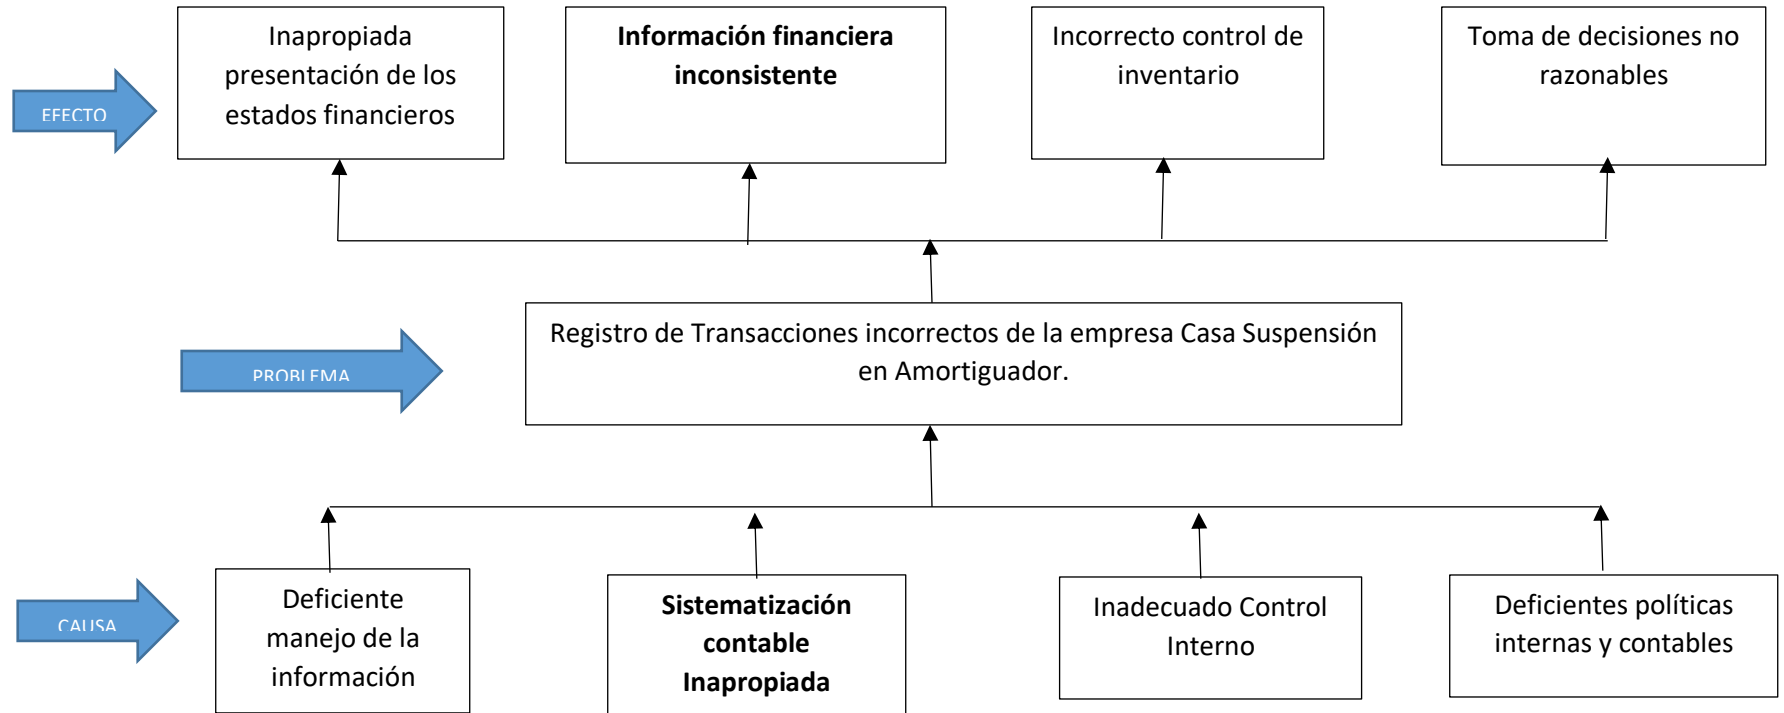 Inapropiada
presentación de los
estados financieros
Información financiera
inconsistente
Incorrecto control de
inventario
Toma de decisiones no
razonables
EFECTO
Registro de Transacciones incorrectos de la empresa Casa Suspensión
en Amortiguador.
PROBLEMA
Deficiente
manejo de la
información
Sistematización
contable
Inapropiada
Inadecuado Control
Interno
Deficientes políticas
internas y contables
CAUSA